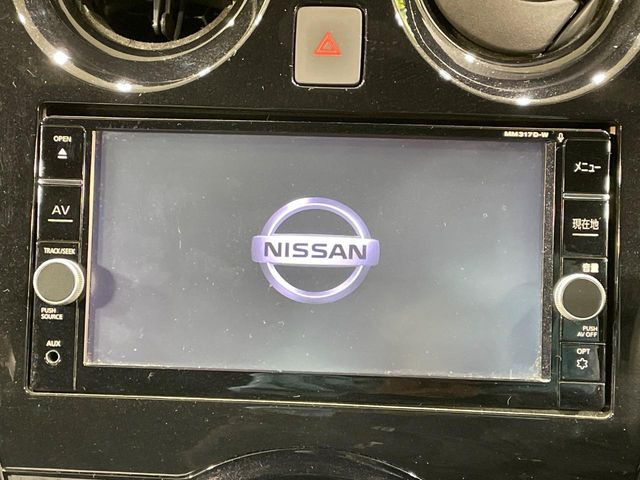 MM317D-W
OPEN
AV
TRACK/SEEK
PUSH
SOURCE
AUX
NISSAN
メニュー
現在地
音量
PUSH
AV OFF
OPT